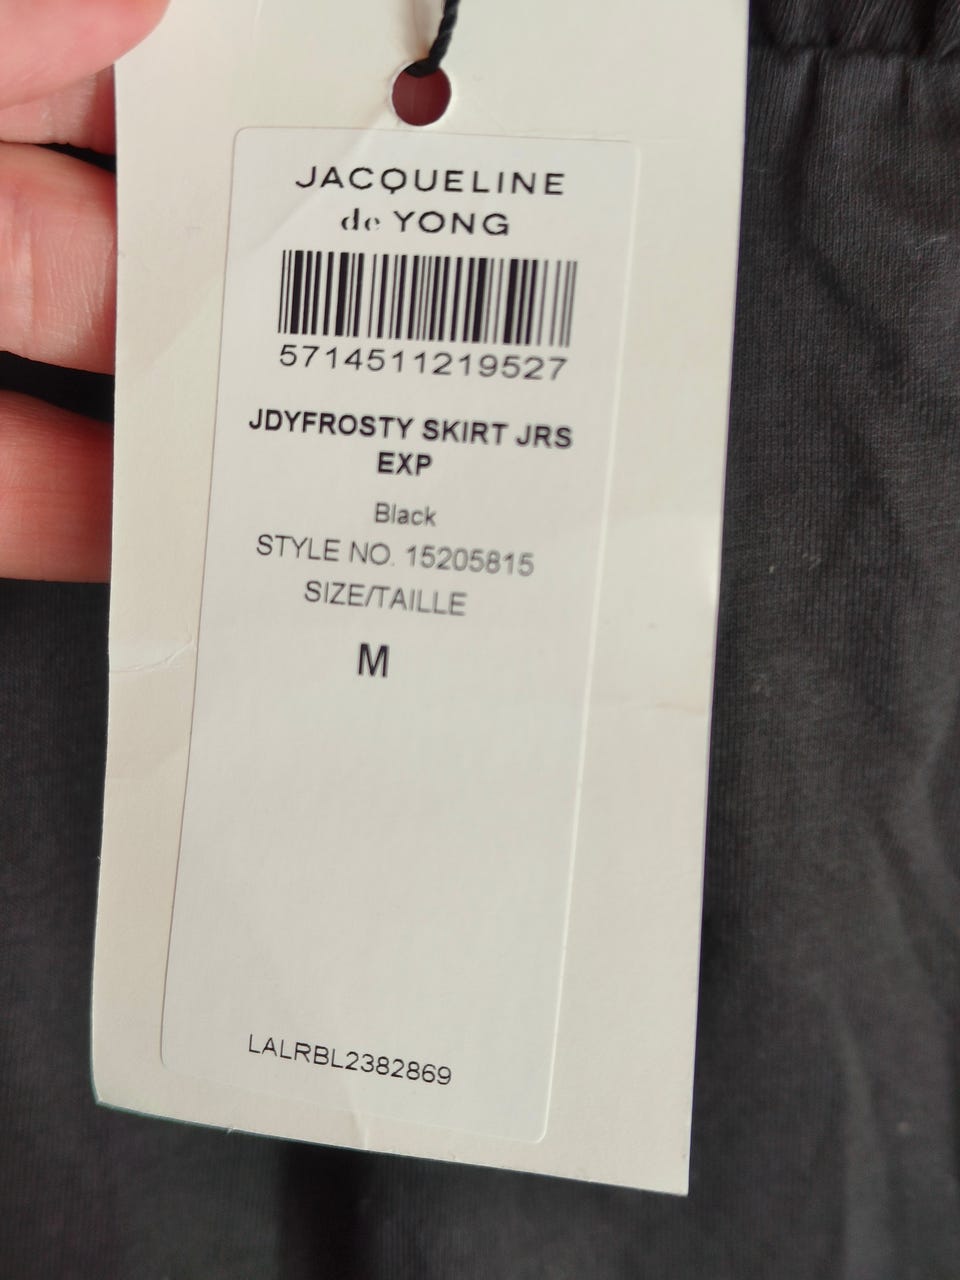 JACQUELINE
de YONG
5714511219527
JDYFROSTY SKIRT JRS
EXP
Black
STYLE NO. 15205815
SIZE/TAILLE
M
LALRBL2382869